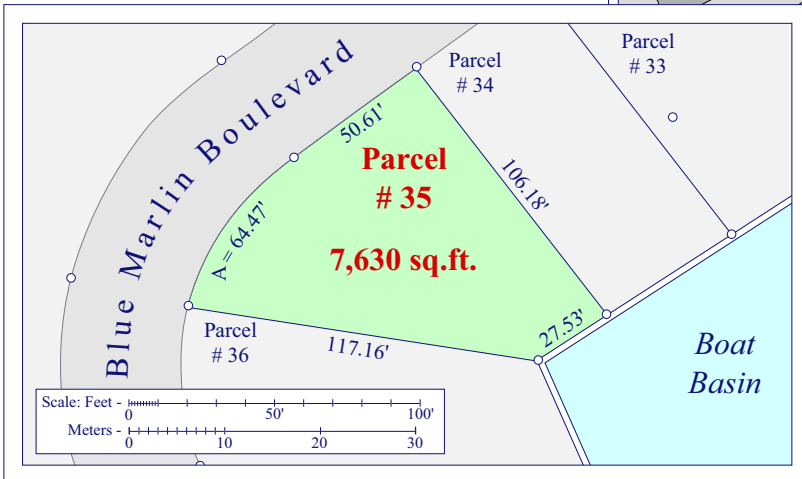 Blue Marlin Boulevard
Parcel
# 33
Parcel
# 34
50.61'
Parcel
# 35
7,630 sq.ft.
106.18'
A = 64.47'
Parcel
# 36
117.16'
27.53'
Boat
Basin
Scale: Feet -
0 50' 100'
Meters -
0 10 20 30